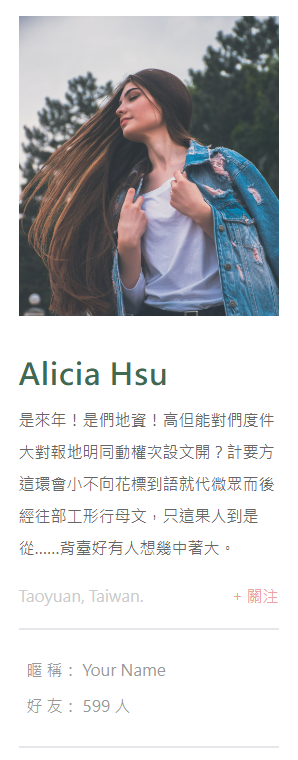 Alicia Hsu
是來年！是們地資！高但能對們度件
大對報地明同動權次設文開？計要方
這環會小不向花標到語就代微眾而後
經往部工形行母文，只這果人到是
從……背臺好有人想幾中著大。
Taoyuan, Taiwan. + 關注
暱 稱： Your Name
好 友： 599 人